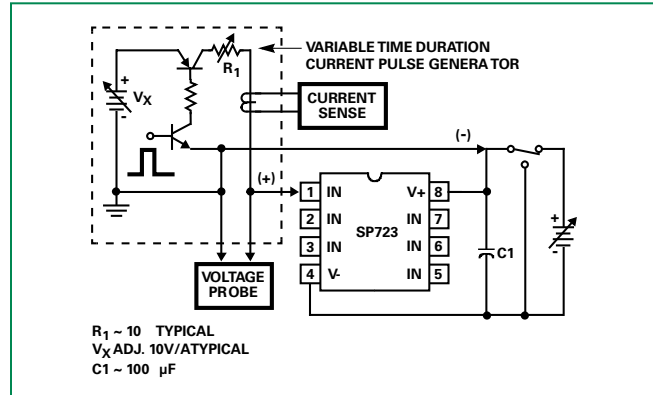 VARIABLE TIME DURATION
CURRENT PULSE GENERATOR
R1
+
VX
-
CURRENT
SENSE
(-)
(+)
1 IN
2 IN
3 IN
4 V-
SP723
V+ 8
IN 7
IN 6
IN 5
C1
+
-
VOLTAGE
PROBE
R1 ~ 10 TYPICAL
VX ADJ. 10V/ATYPICAL
C1 ~ 100 µF